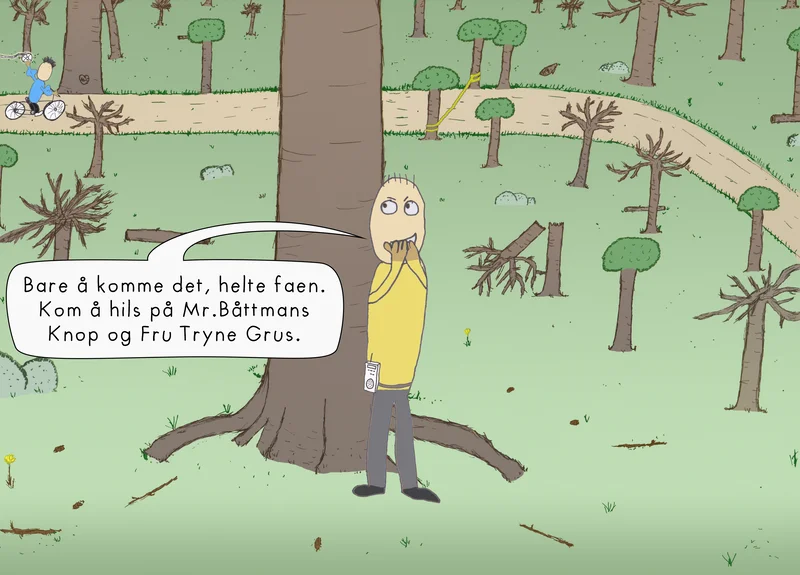 Bare å komme det, helte faen.
Kom å hils på Mr.Båttmans
Knop og Fru Tryne Grus.